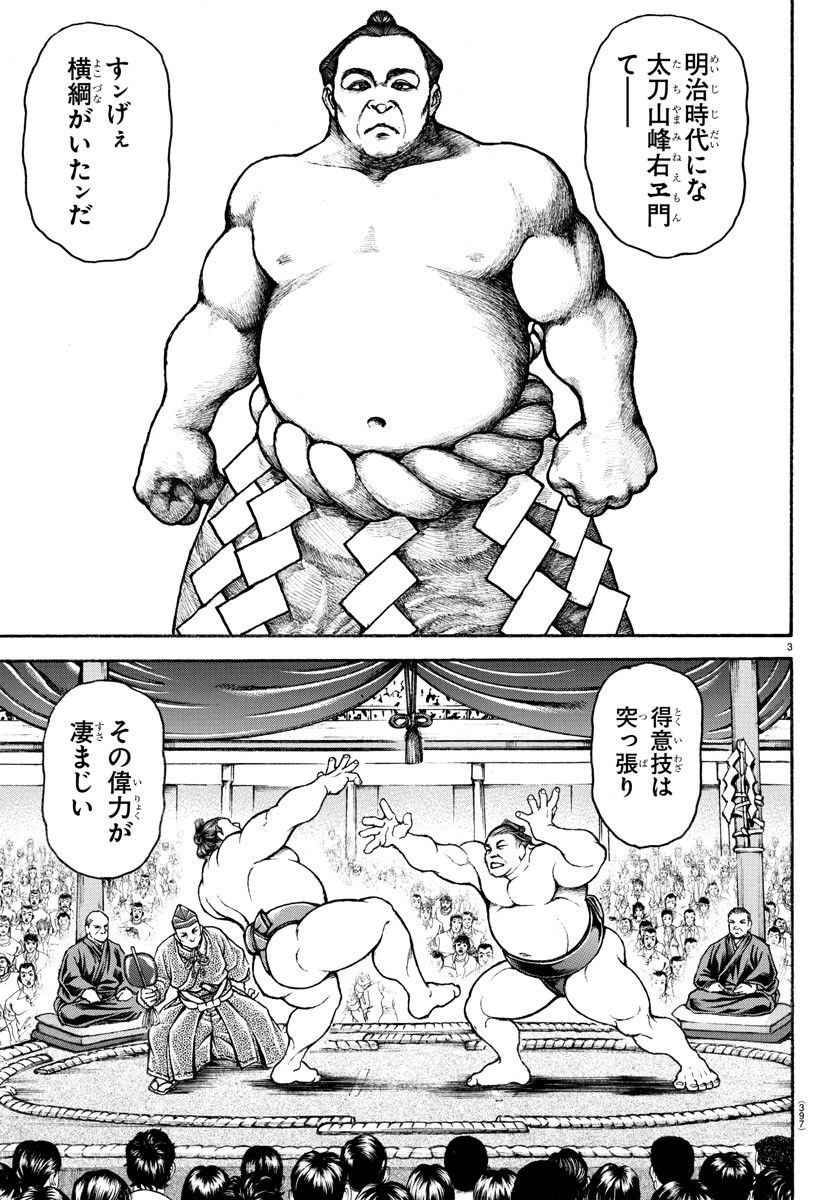 明治時代にな
太刀山峰右ヱ門
てー
すンげぇ
横綱がいたンだ
3
得意技は
突っ張り
その偉力が
凄まじい
(397)